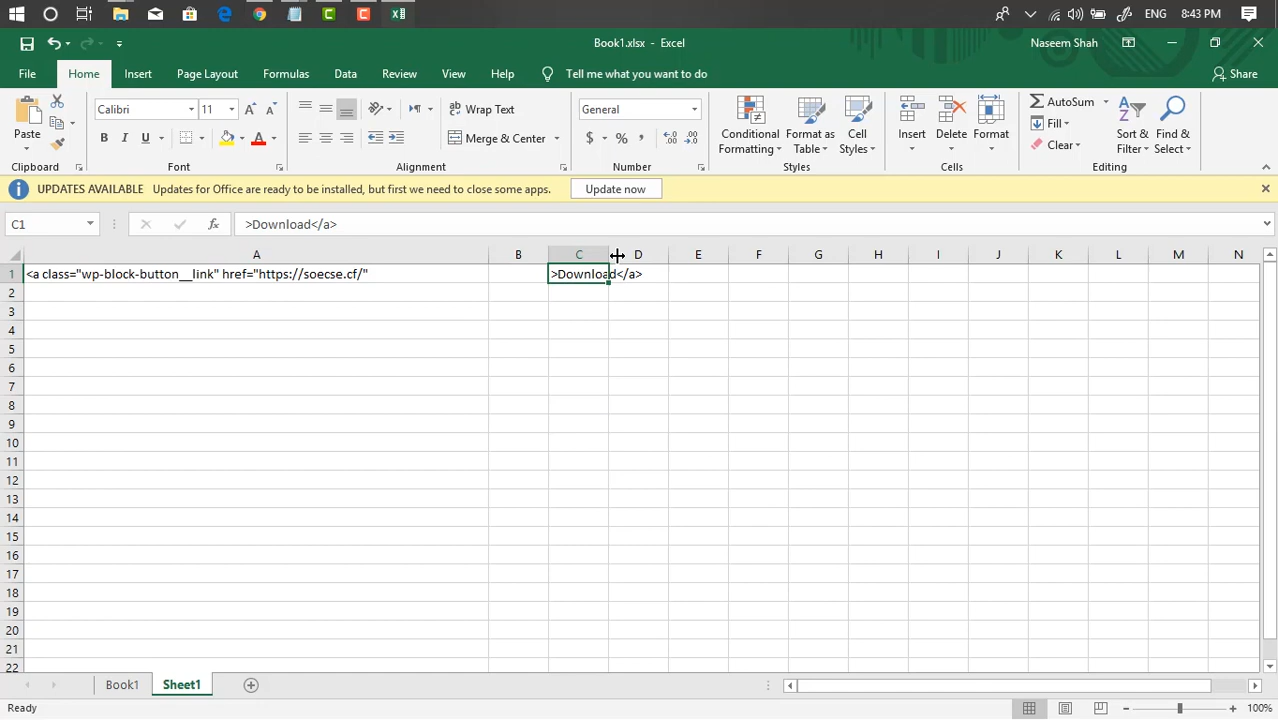 ENG 8:43 PM
Book1.xlsx - Excel
Naseem Shah
File Home Insert Page Layout Formulas Data Review View Help Tell me what you want to do Share
Paste
Calibri 11
B I U
Wrap Text
Merge & Center
General
$ % ,
Conditional Formatting
Format as Table
Cell Styles
Insert
Delete
Format
AutoSum
Fill
Clear
Sort & Filter
Find & Select
Clipboard Font Alignment Number Styles Cells Editing
UPDATES AVAILABLE Updates for Office are ready to be installed, but first we need to close some apps. Update now
C1 fx >Download</a>
A B C D E F G H I J K L M N
1 <a class="wp-block-button__link" href="https://soecse.cf/" >Download</a>
2
3
4
5
6
7
8
9
10
11
12
13
14
15
16
17
18
19
20
21
22
Book1 Sheet1
Ready 100%